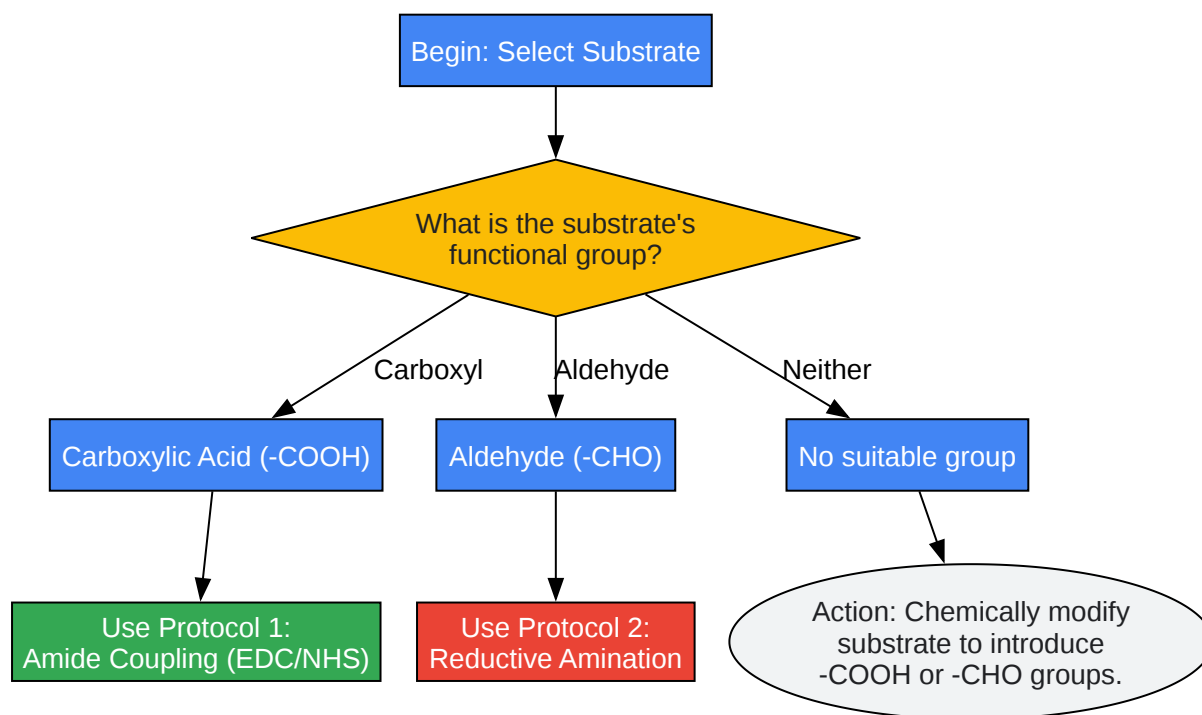 Begin: Select Substrate
What is the substrate's
functional group?
Carboxyl
Aldehyde
Neither
Carboxylic Acid (-COOH)
Aldehyde (-CHO)
No suitable group
Use Protocol 1:
Amide Coupling (EDC/NHS)
Use Protocol 2:
Reductive Amination
Action: Chemically modify
substrate to introduce
-COOH or -CHO groups.